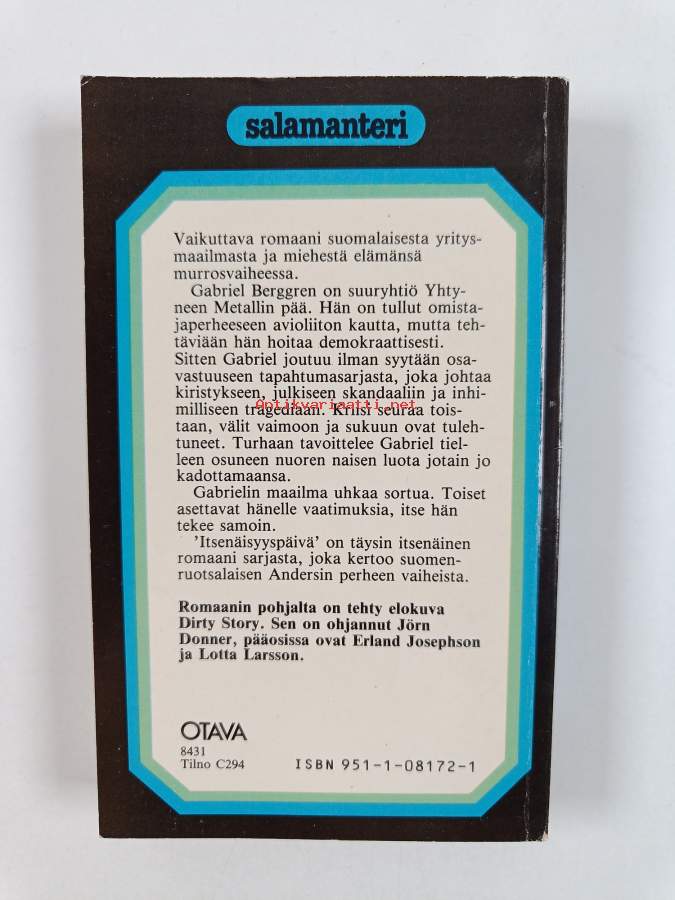 salamanteri
Vaikuttava romaani suomalaisesta yritys-
maailmasta ja miehestä elämänsä
murrosvaiheessa.
Gabriel Berggren on suuryhtiö Yhty-
neen Metallin pää. Hän on tullut omista-
japerheeseen avioliiton kautta, mutta teh-
täviään hän hoitaa demokraattisesti.
Sitten Gabriel joutuu ilman syytään osa-
vastuuseen tapahtumasarjasta, joka johtaa
kiristykseen, julkiseen skandaaliin ja inhi-
milliseen tragediaan. Kriisi seuraa tois-
Antikvariaatti.net
taan, välit vaimoon ja sukuun ovat tuleh-
tuneet. Turhaan tavoittelee Gabriel tiel-
leen osuneen nuoren naisen luota jotain jo
kadottamaansa.
Gabrielin maailma uhkaa sortua. Toiset
asettavat hänelle vaatimuksia, itse hän
tekee samoin.
'Itsenäisyyspäivä' on täysin itsenäinen
romaani sarjasta, joka kertoo suomen-
ruotsalaisen Andersin perheen vaiheista.
Romaanin pohjalta on tehty elokuva
Dirty Story. Sen on ohjannut Jörn
Donner, pääosissa ovat Erland Josephson
ja Lotta Larsson.
OTAVA
8431
Tilno C294
ISBN 951-1-08172-1